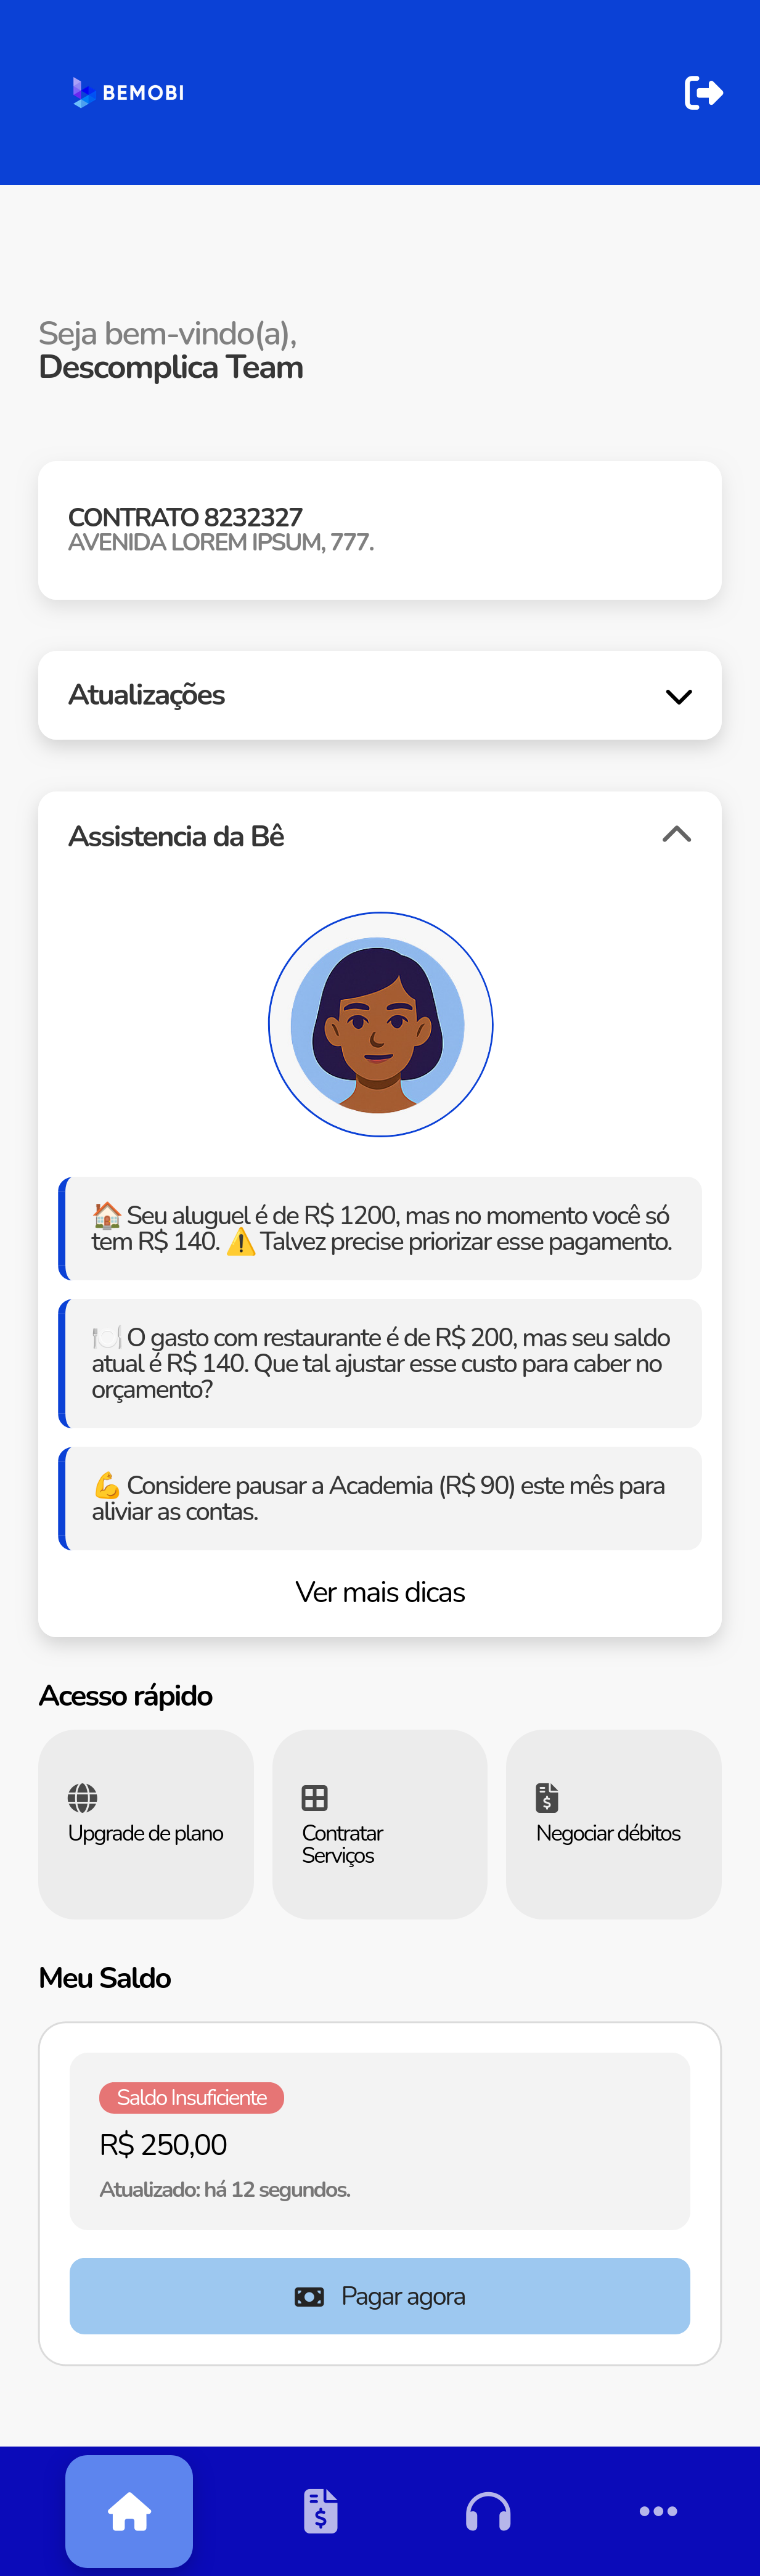 BEMOBI
Seja bem-vindo(a),
Descomplica Team
CONTRATO 8232327
AVENIDA LOREM IPSUM, 777.
Atualizações
Assistencia da Bê
🏠 Seu aluguel é de R$ 1200, mas no momento você só
tem R$ 140. ⚠️ Talvez precise priorizar esse pagamento.
🍽️ O gasto com restaurante é de R$ 200, mas seu saldo
atual é R$ 140. Que tal ajustar esse custo para caber no
orçamento?
💪 Considere pausar a Academia (R$ 90) este mês para
aliviar as contas.
Ver mais dicas
Acesso rápido
Upgrade de plano
Contratar
Serviços
Negociar débitos
Meu Saldo
Saldo Insuficiente
R$ 250,00
Atualizado: há 12 segundos.
Pagar agora